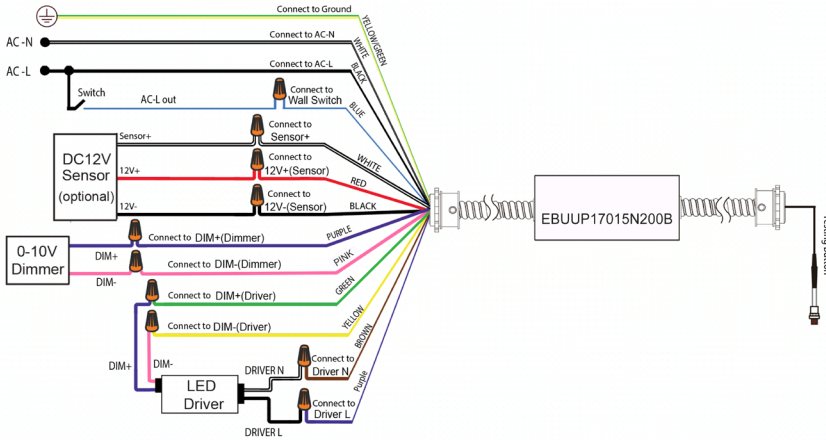 Connect to Ground
YELLOW/GREEN
AC-N
Connect to AC-N
WHITE
AC-L
Connect to AC-L
BLACK
Switch
AC-L out
Connect to
Wall Switch
BLUE
DC12V
Sensor
(optional)
Sensor+
Connect to
Sensor+
WHITE
12V+
Connect to
12V+(Sensor)
RED
12V-
Connect to
12V-(Sensor)
BLACK
EBUUP17015N200B
0-10V
Dimmer
DIM+
Connect to DIM+(Dimmer)
PURPLE
DIM-
Connect to DIM-(Dimmer)
PINK
Connect to DIM+(Driver)
GREEN
Connect to DIM-(Driver)
YELLOW
DIM+
DIM-
LED
Driver
DRIVER N
Connect to
Driver N
BROWN
DRIVER L
Connect to
Driver L
Purple